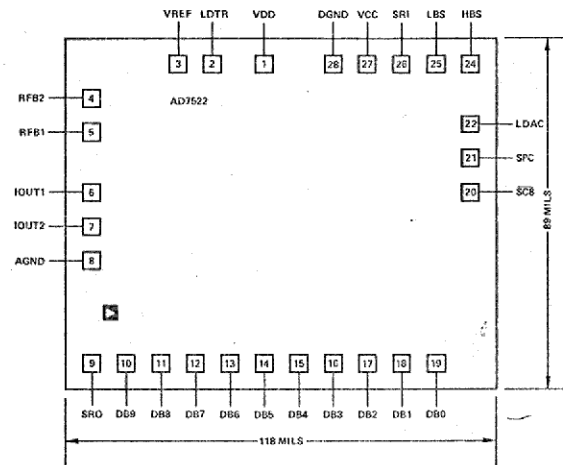 VREF LDTR VDD DGND VCC SRI LBS HBS
3 2 1 28 27 26 25 24
RFB2 4 AD7522
RFB1 5 22 LDAC
21 SPC
IOUT1 6 20 SC8
IOUT2 7
AGND 8
89 MILS
9 10 11 12 13 14 15 16 17 18 19
SRO DB9 DB8 DB7 DB6 DB5 DB4 DB3 DB2 DB1 DB0
118 MILS